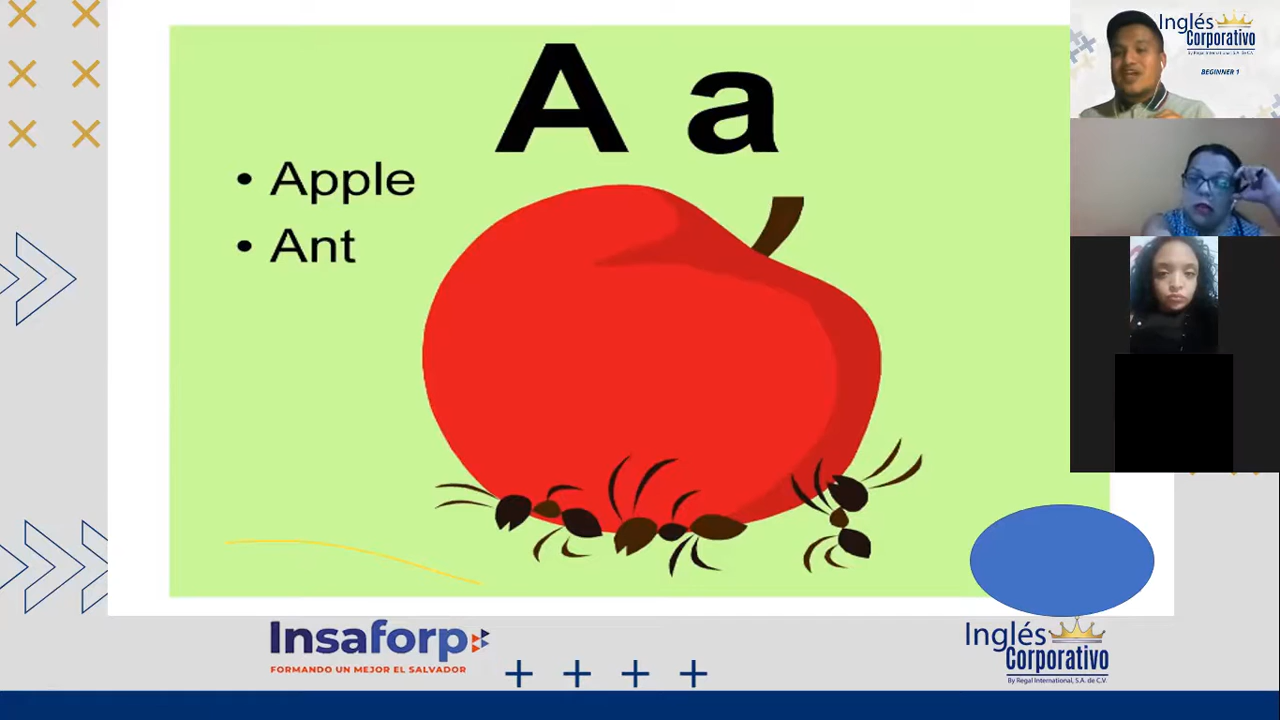 A a
• Apple
• Ant
Inglés
Corporativo
By Regal International, S.A. de C.V.
BEGINNER 1
Insaforp
FORMANDO UN MEJOR EL SALVADOR
Inglés
Corporativo
By Regal International, S.A. de C.V.